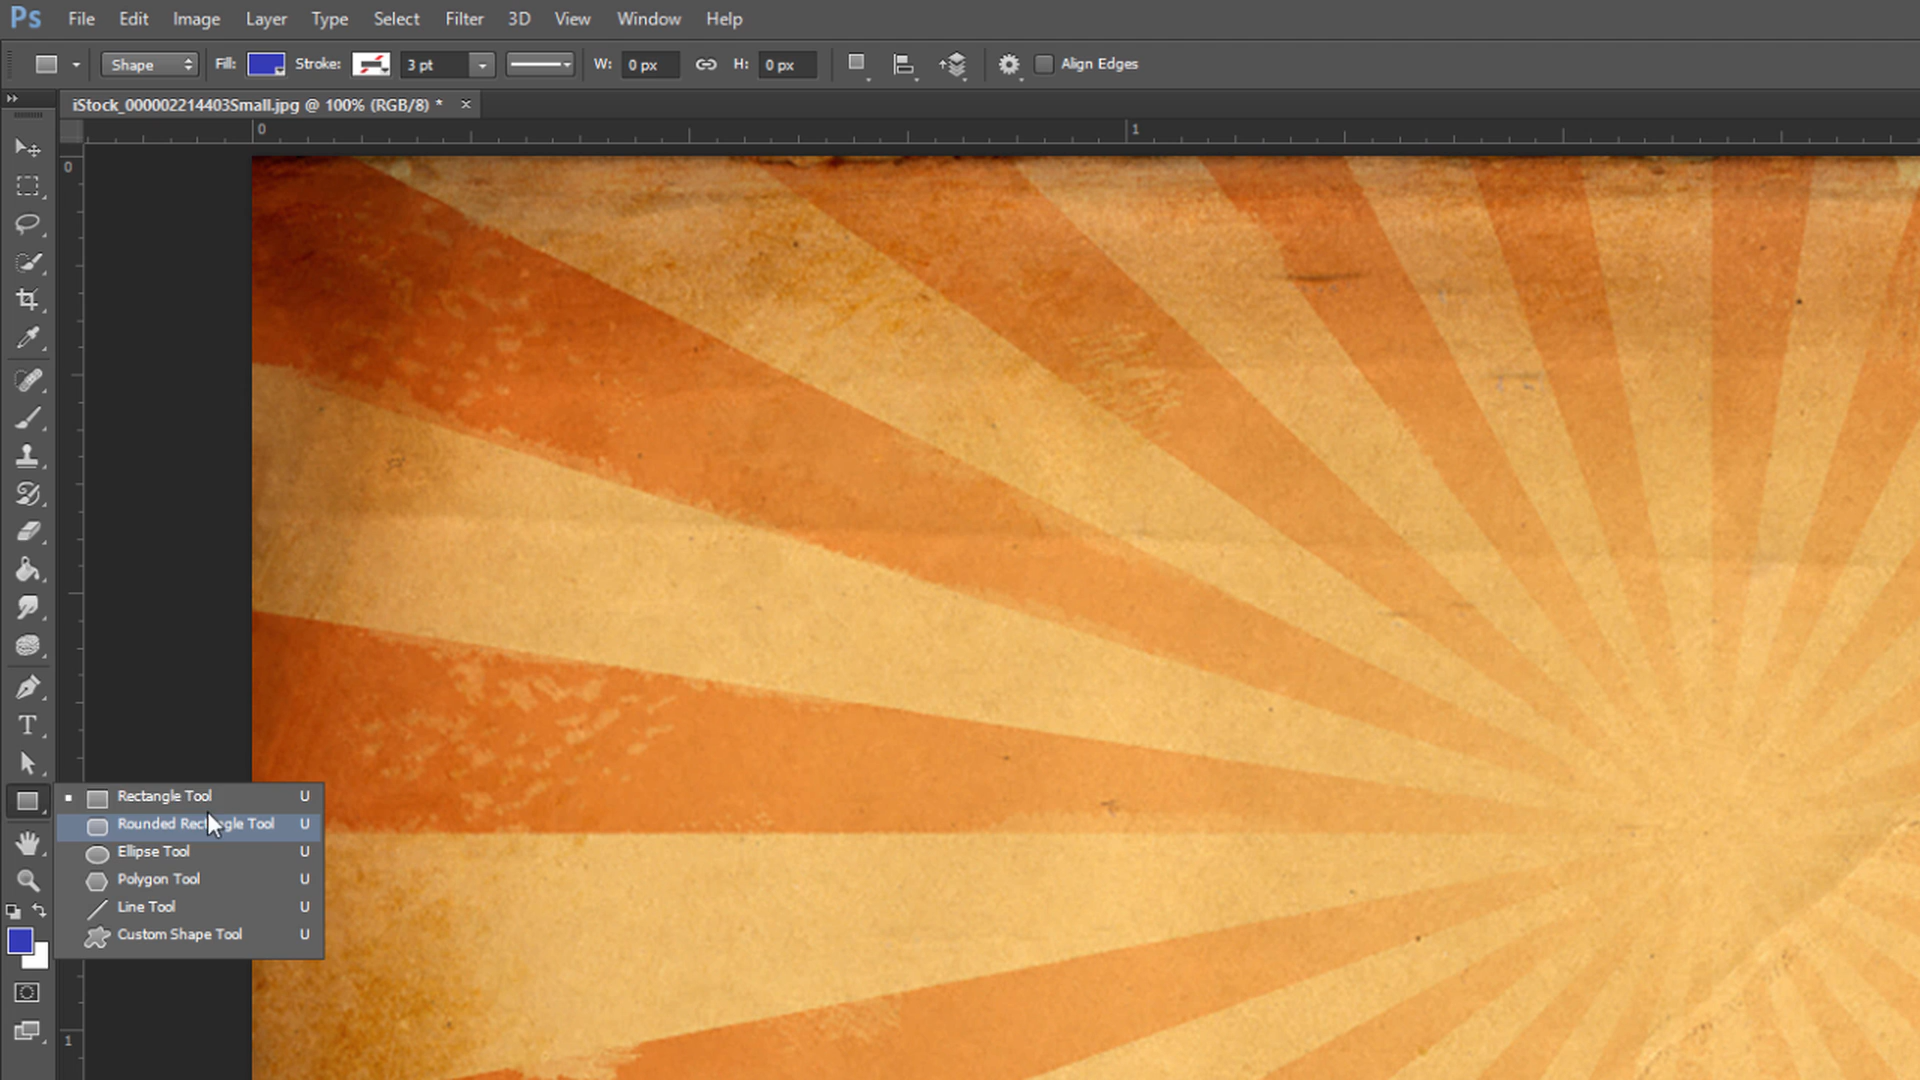 Ps File Edit Image Layer Type Select Filter 3D View Window Help
Shape Fill: Stroke: 3 pt W: 0 px H: 0 px Align Edges
iStock_000002214403Small.jpg @ 100% (RGB/8) * ×
0 1
0
T
Rectangle Tool U
Rounded Rectangle Tool U
Ellipse Tool U
Polygon Tool U
Line Tool U
Custom Shape Tool U
1